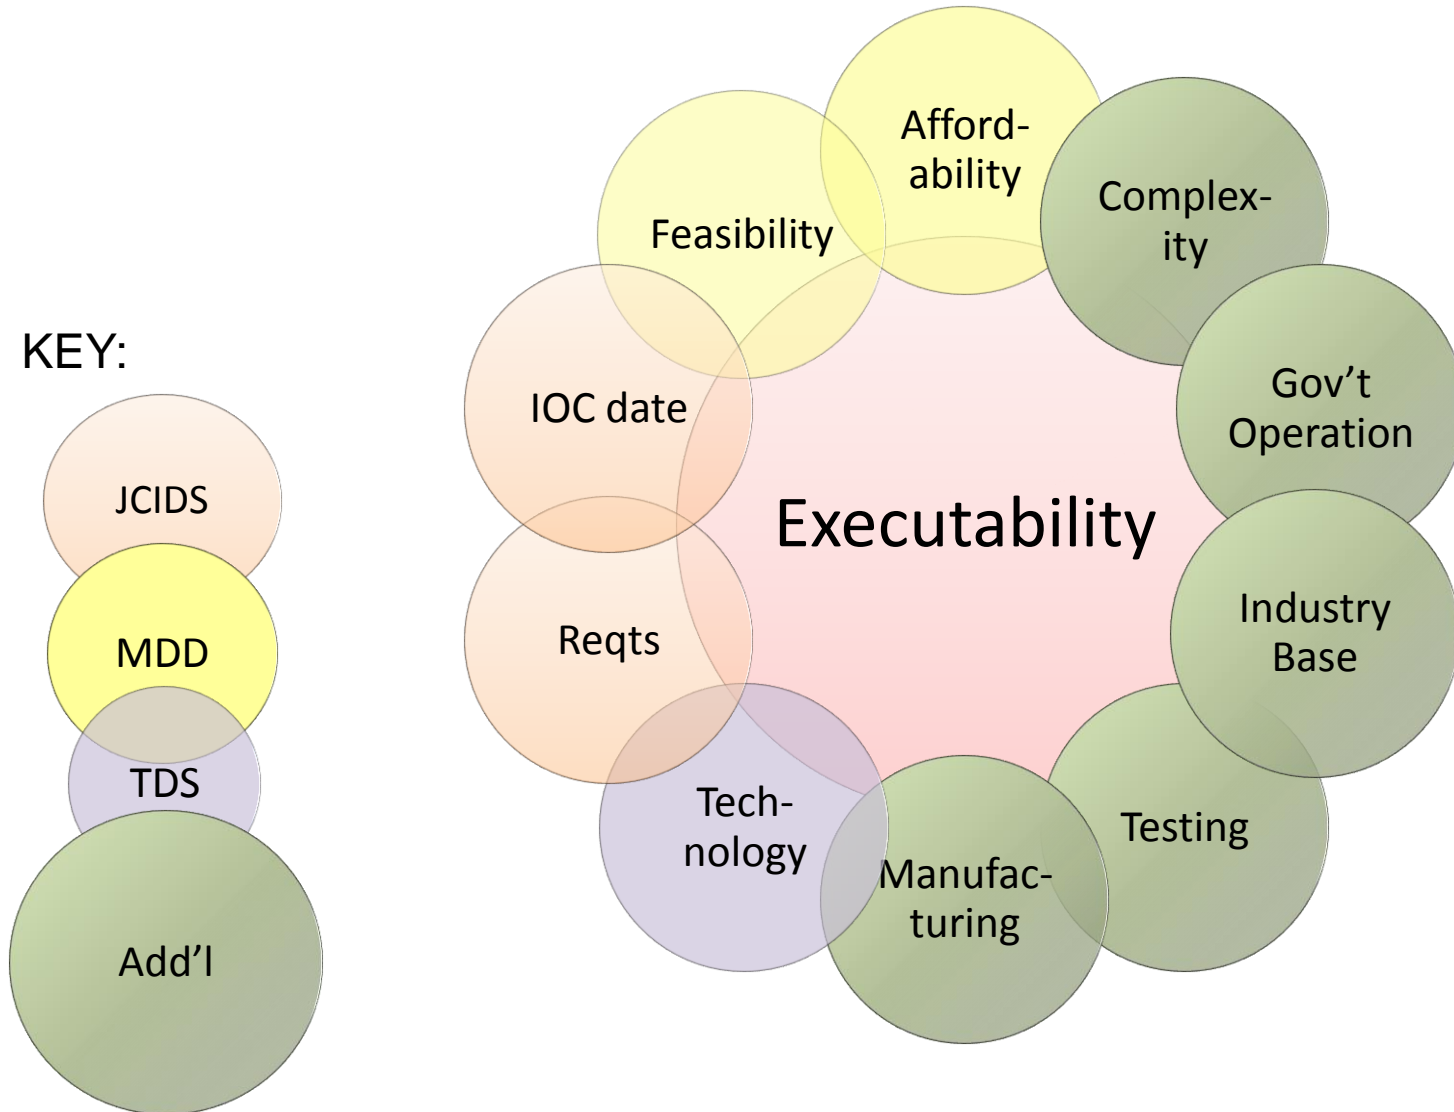 KEY:
JCIDS
MDD
TDS
Add'l
Afford-
ability
Complex-
ity
Gov't
Operation
Industry
Base
Testing
Manufac-
turing
Tech-
nology
Reqts
IOC date
Feasibility
Executability